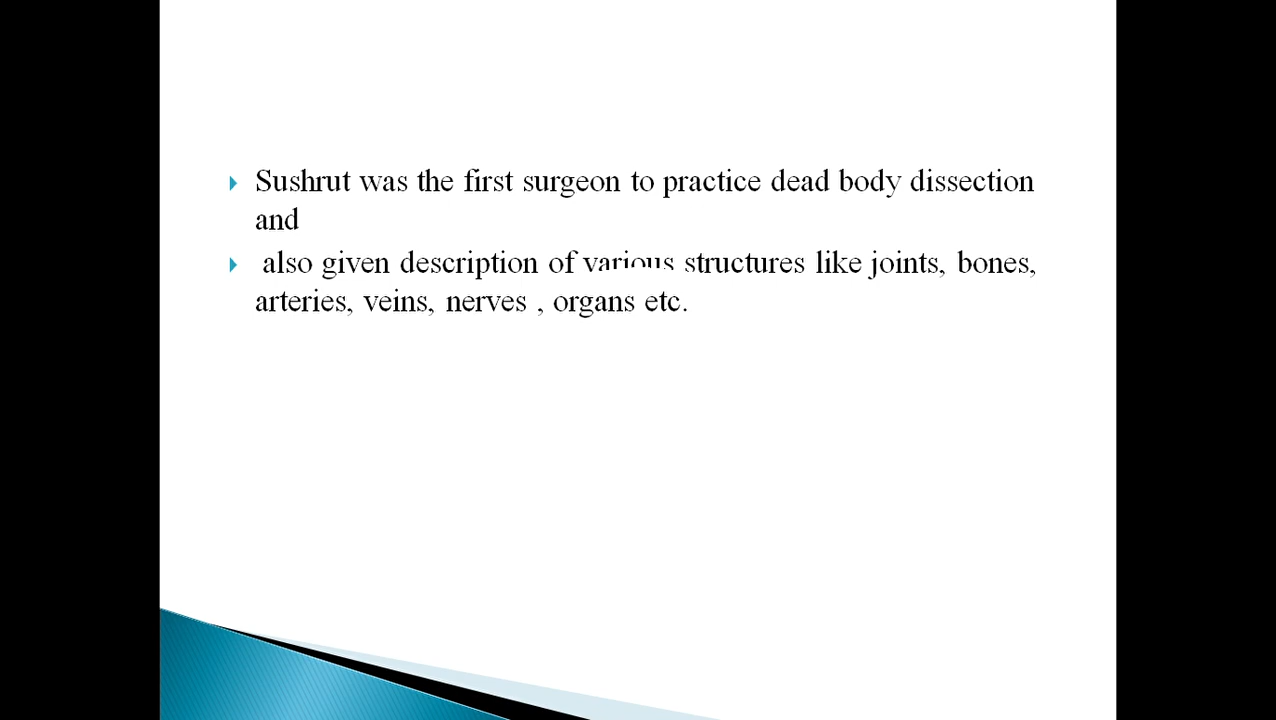 Sushrut was the first surgeon to practice dead body dissection
and
also given description of various structures like joints, bones,
arteries, veins, nerves , organs etc.